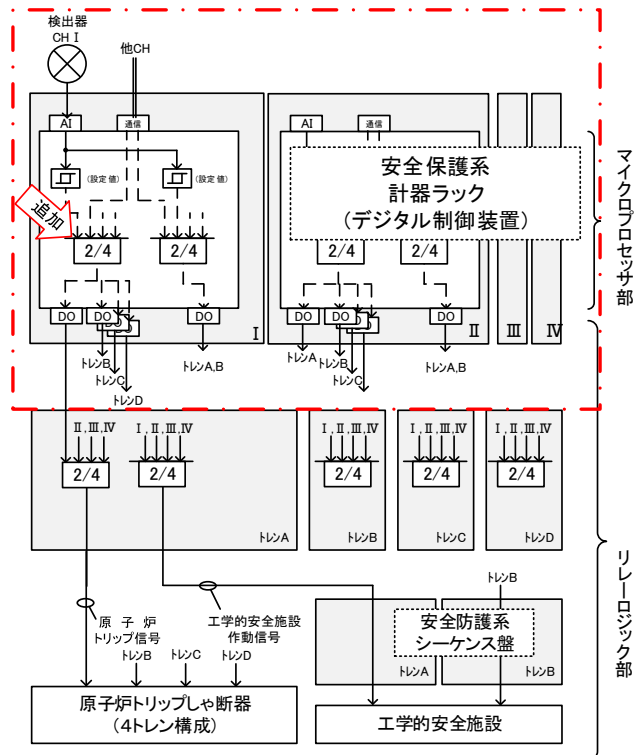 検出器
CH I
他CH
AI
通信
AI
通信
(設定値)
(設定値)
安全保護系
計器ラック
(デジタル制御装置)
マイクロプロセッサ部
追加
2/4
2/4
2/4
2/4
DO
DO
DO
DO
DO
DO
I
II
III
IV
トレンB
トレンC
トレンD
トレンA,B
トレンA
トレンB
トレンC
トレンA,B
II,III,IV
I,II,III,IV
I,II,III,IV
I,II,III,IV
I,II,III,IV
2/4
2/4
2/4
2/4
2/4
トレンA
トレンB
トレンC
トレンD
リレーロジック部
原子炉
トリップ信号
工学的安全施設
作動信号
トレンB
トレンB
トレンC
トレンD
安全防護系
シーケンス盤
トレンA
トレンB
原子炉トリップしゃ断器
(4トレン構成)
工学的安全施設